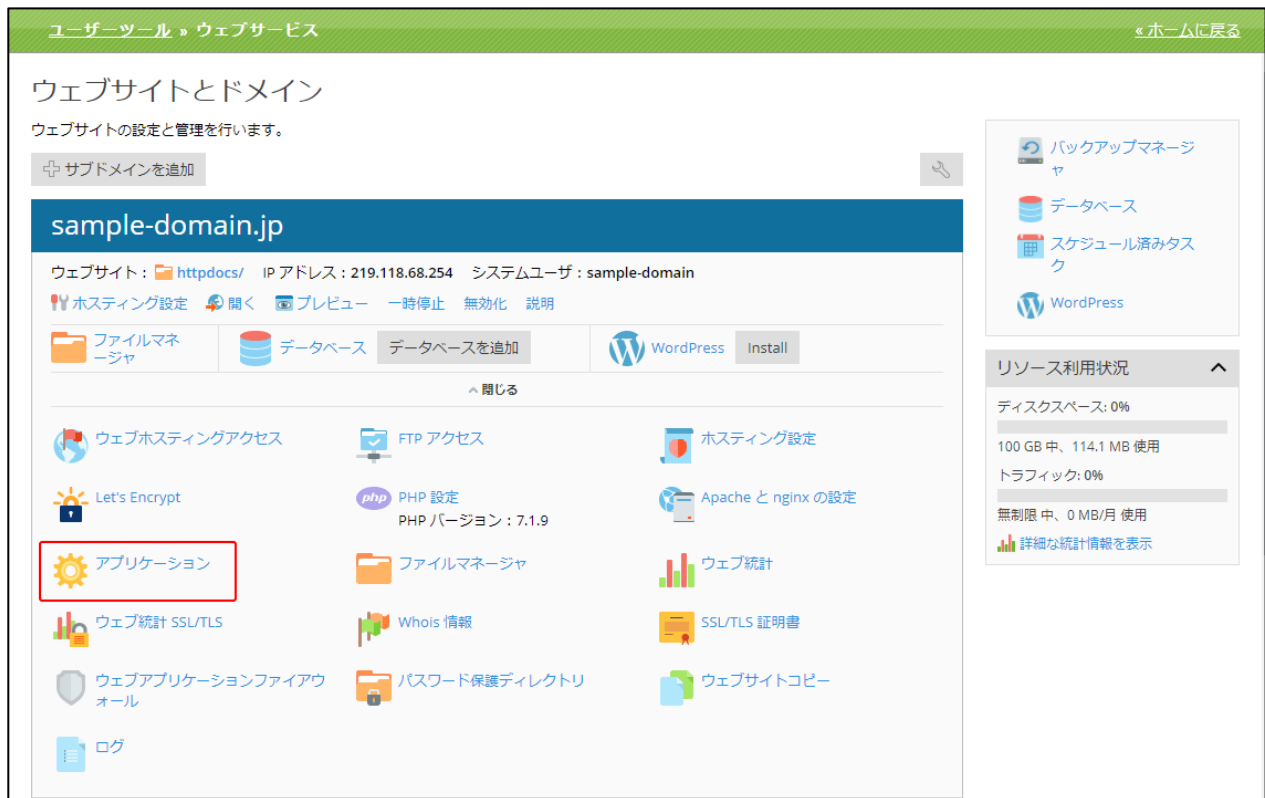 ユーザーツール » ウェブサービス
«ホームに戻る
ウェブサイトとドメイン
ウェブサイトの設定と管理を行います。
サブドメインを追加
sample-domain.jp
ウェブサイト： httpdocs/ IP アドレス：219.118.68.254 システムユーザ：sample-domain
ホスティング設定 開く プレビュー 一時停止 無効化 説明
ファイルマネ
ージャ
データベース データベースを追加
WordPress Install
閉じる
ウェブホスティングアクセス
FTP アクセス
ホスティング設定
Let's Encrypt
php PHP 設定
PHP バージョン：7.1.9
Apache と nginx の設定
アプリケーション
ファイルマネージャ
ウェブ統計
ウェブ統計 SSL/TLS
Whois 情報
SSL/TLS 証明書
ウェブアプリケーションファイアウ
ォール
パスワード保護ディレクトリ
ウェブサイトコピー
ログ
バックアップマネージ
ャ
データベース
スケジュール済みタス
ク
WordPress
リソース利用状況
ディスクスペース: 0%
100 GB 中、114.1 MB 使用
トラフィック: 0%
無制限 中、0 MB/月 使用
詳細な統計情報を表示